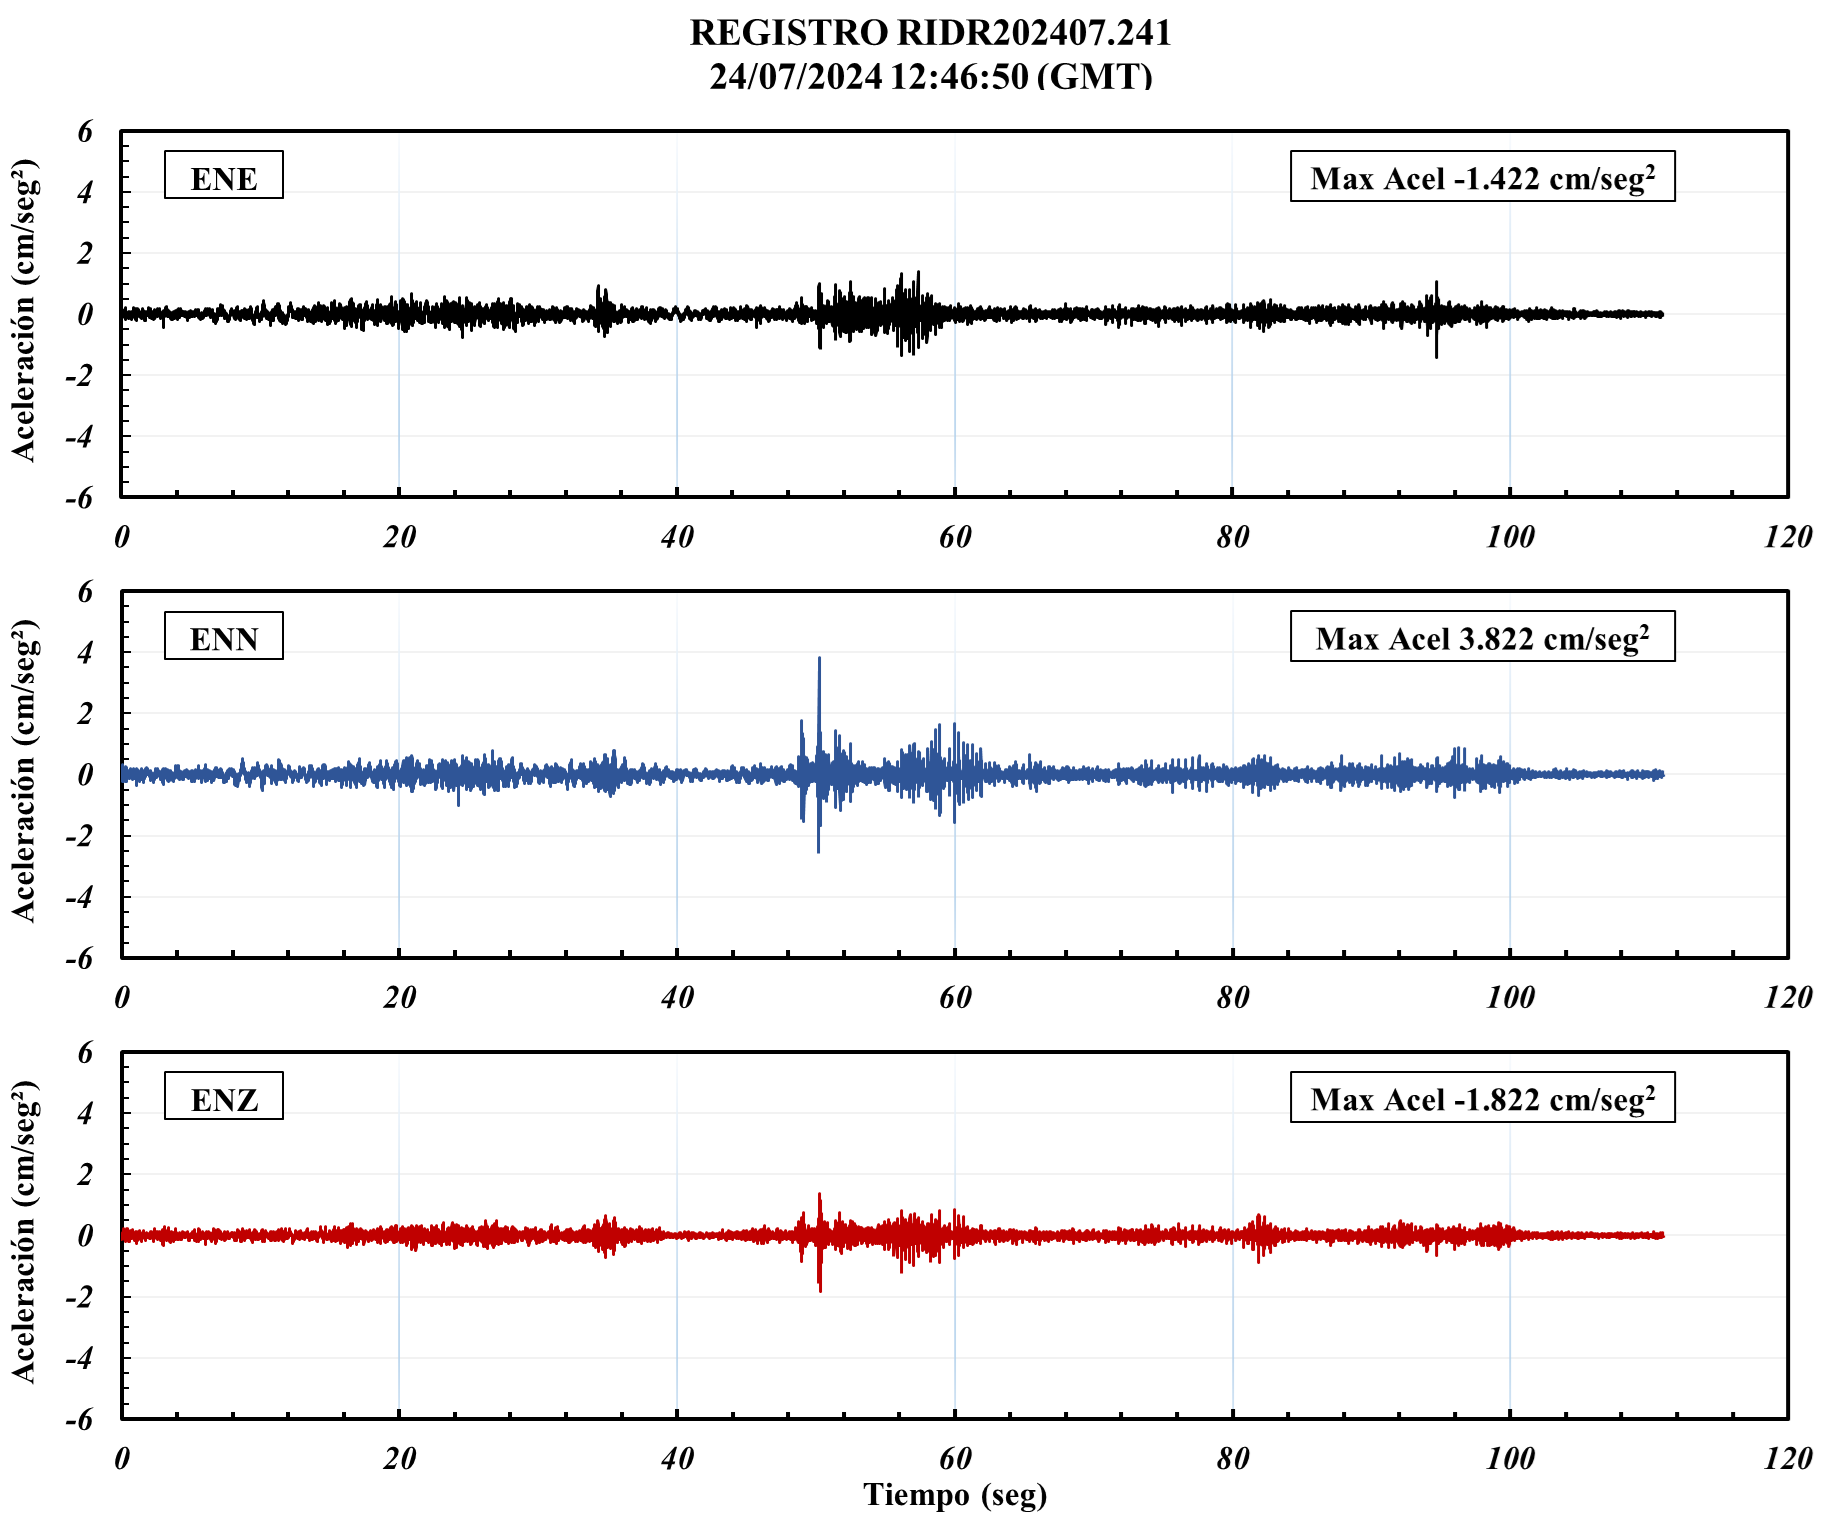 REGISTRO RIDR202407.241
24/07/2024 12:46:50 (GMT)
Aceleración (cm/seg²)
6
4
2
0
-2
-4
-6
ENE
Max Acel -1.422 cm/seg²
0 20 40 60 80 100 120
Aceleración (cm/seg²)
6
4
2
0
-2
-4
-6
ENN
Max Acel 3.822 cm/seg²
0 20 40 60 80 100 120
Aceleración (cm/seg²)
6
4
2
0
-2
-4
-6
ENZ
Max Acel -1.822 cm/seg²
0 20 40 60 80 100 120
Tiempo (seg)